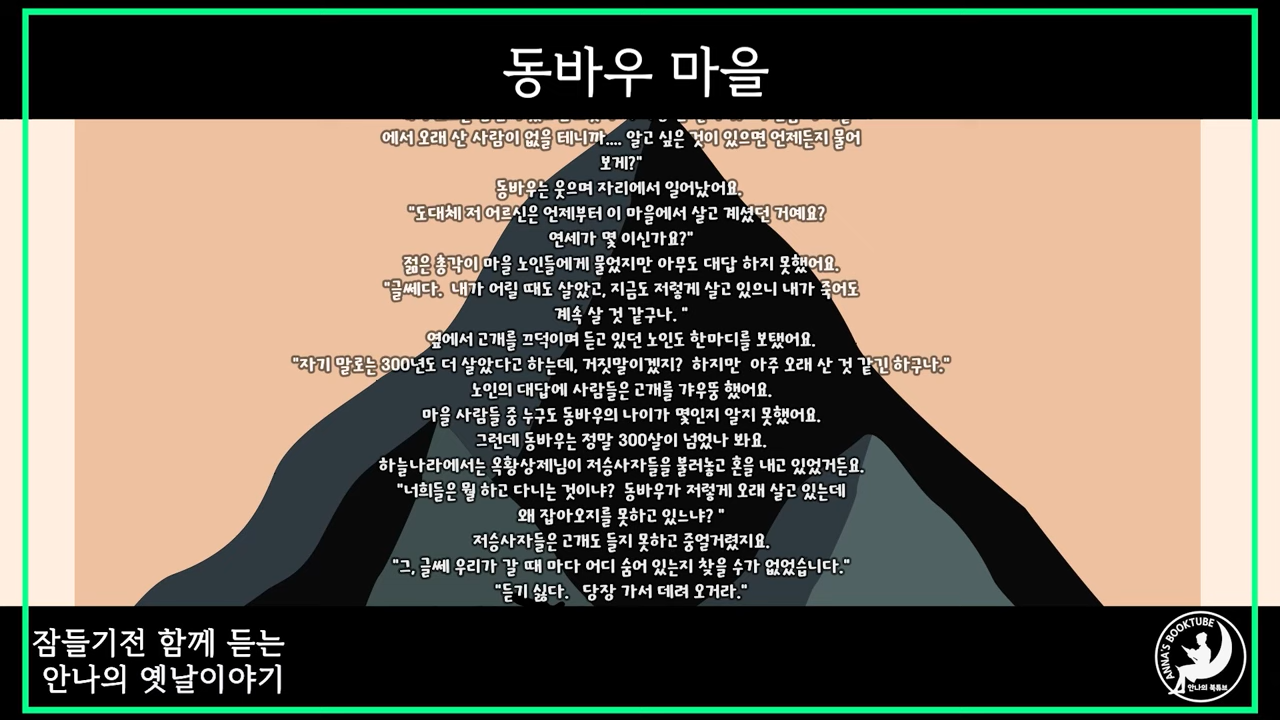 동바우 마을
에서 오래 산 사람이 없을 테니까.... 알고 싶은 것이 있으면 언제든지 물어
보게?"
동바우는 웃으며 자리에서 일어났어요.
"도대체 저 어르신은 언제부터 이 마을에서 살고 계셨던 거예요?
연세가 몇 이신가요?"
젊은 총각이 마을 노인들에게 물었지만 아무도 대답 하지 못했어요.
"글쎄다. 내가 어릴 때도 살았고, 지금도 저렇게 살고 있으니 내가 죽어도
계속 살 것 같구나. "
옆에서 고개를 끄덕이며 듣고 있던 노인도 한마디를 보탰어요.
"자기 말로는 300년도 더 살았다고 하는데, 거짓말이겠지? 하지만 아주 오래 산 것 같긴 하구나."
노인의 대답에 사람들은 고개를 갸우뚱 했어요.
마을 사람들 중 누구도 동바우의 나이가 몇인지 알지 못했어요.
그런데 동바우는 정말 300살이 넘었나 봐요.
하늘나라에서는 옥황상제님이 저승사자들을 불러놓고 혼을 내고 있었거든요.
"너희들은 뭘 하고 다니는 것이냐? 동바우가 저렇게 오래 살고 있는데
왜 잡아오지를 못하고 있느냐? "
저승사자들은 고개도 들지 못하고 중얼거렸지요.
"그, 글쎄 우리가 갈 때 마다 어디 숨어 있는지 찾을 수가 없었습니다."
"듣기 싫다. 당장 가서 데려 오거라."
잠들기전 함께 듣는
안나의 옛날이야기
ANNA'S BOOKTUBE
안나의 북튜브